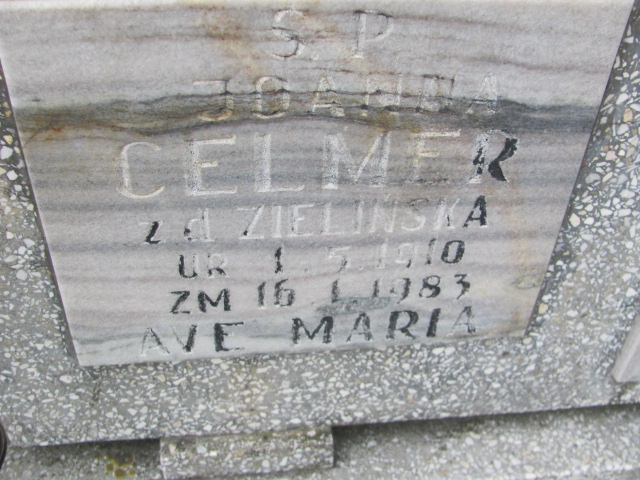 Ś.P
JOANNA
CELMER
z d ZIELIŃSKA
UR 1.5.1910
ZM 16.1.1983
AVE MARIA